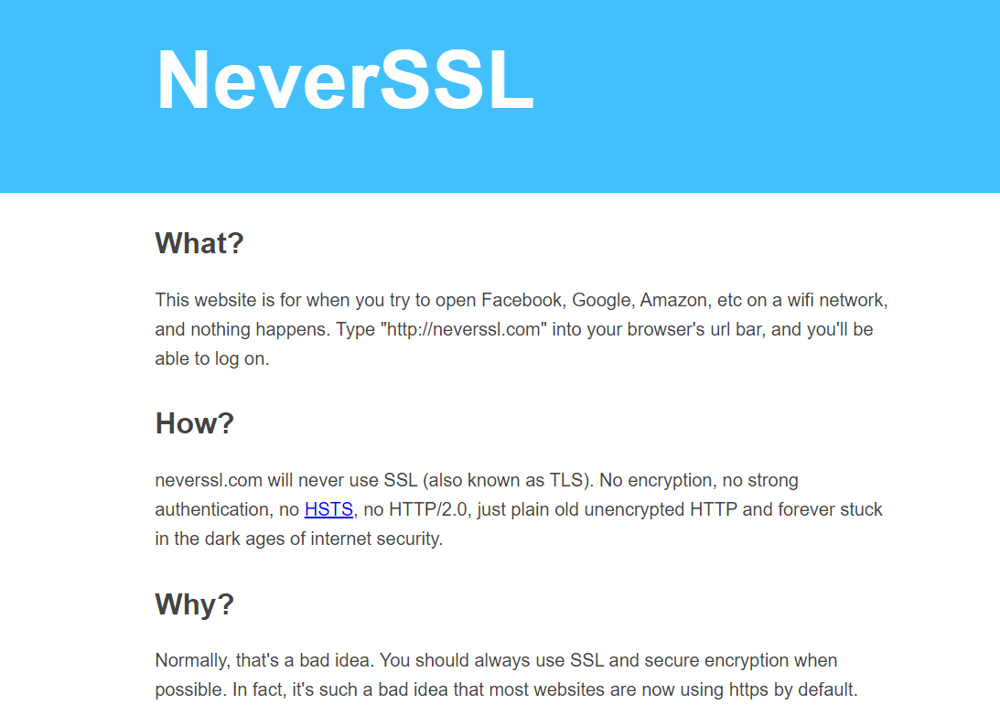 NeverSSL
What?
This website is for when you try to open Facebook, Google, Amazon, etc on a wifi network,
and nothing happens. Type "http://neverssl.com" into your browser's url bar, and you'll be
able to log on.
How?
neverssl.com will never use SSL (also known as TLS). No encryption, no strong
authentication, no HSTS, no HTTP/2.0, just plain old unencrypted HTTP and forever stuck
in the dark ages of internet security.
Why?
Normally, that's a bad idea. You should always use SSL and secure encryption when
possible. In fact, it's such a bad idea that most websites are now using https by default.